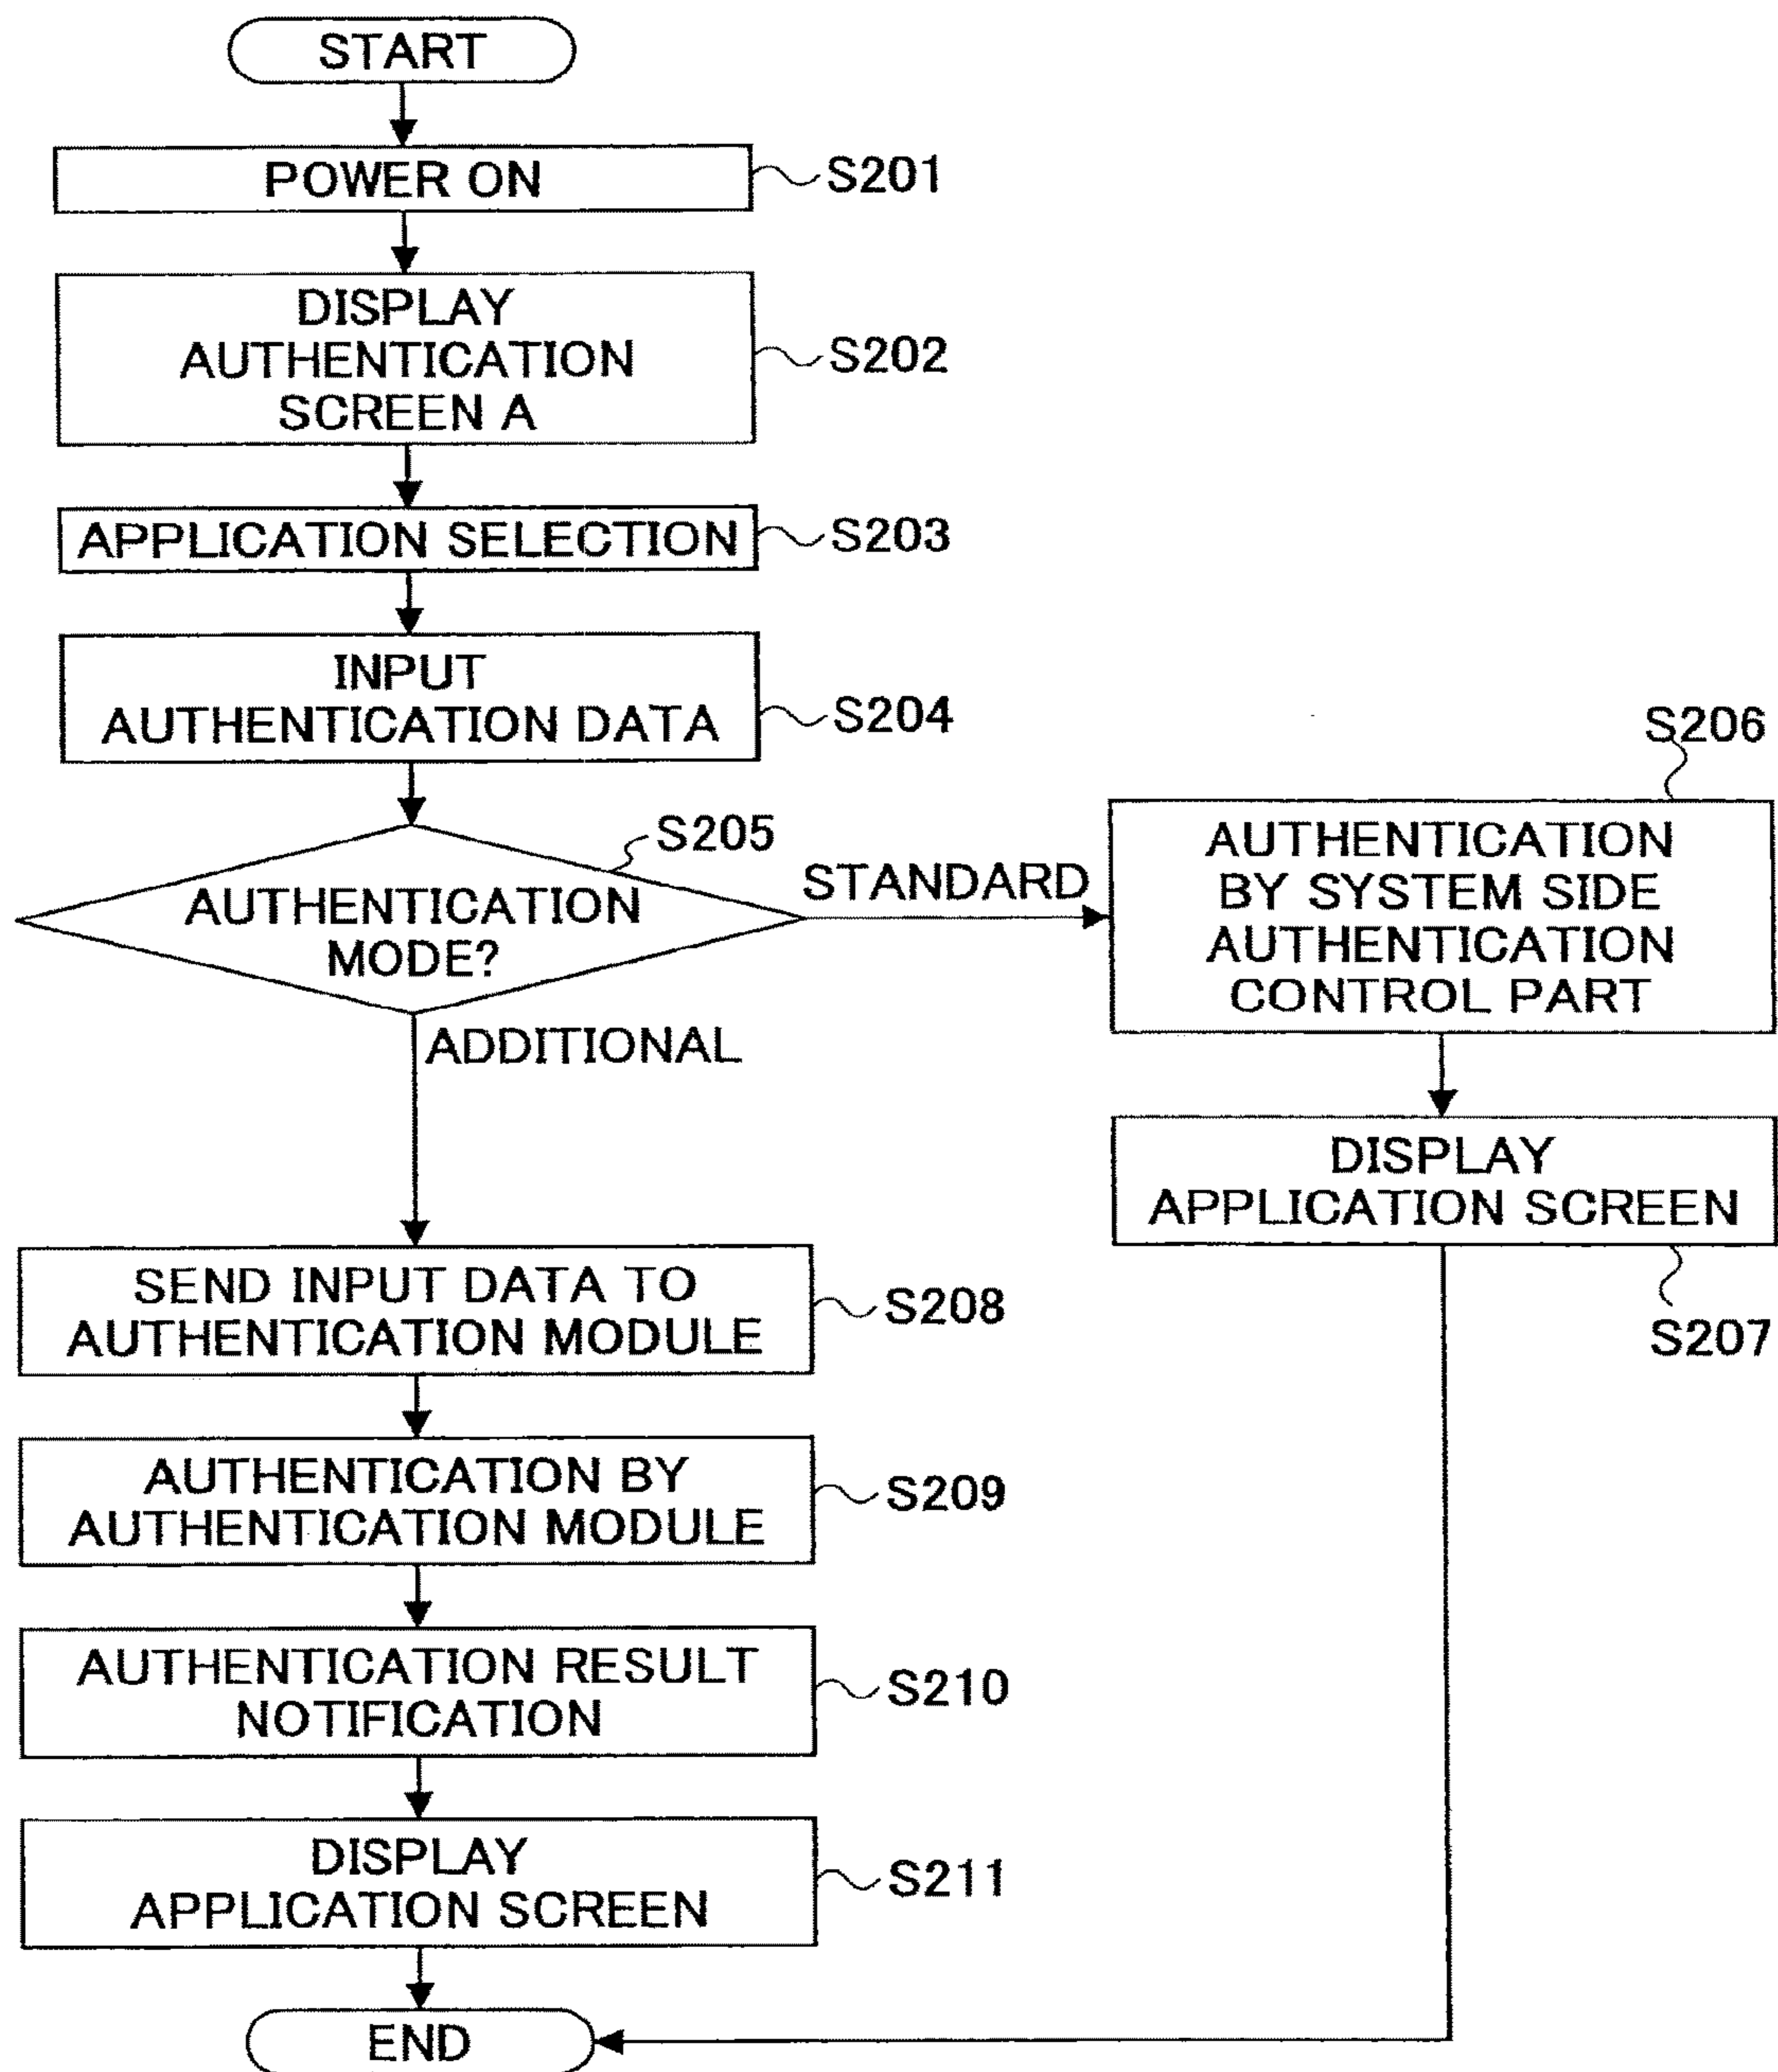 START
POWER ON
S201
DISPLAY
AUTHENTICATION
SCREEN A
S202
APPLICATION SELECTION
S203
INPUT
AUTHENTICATION DATA
S204
AUTHENTICATION
MODE?
S205
STANDARD
ADDITIONAL
S206
AUTHENTICATION
BY SYSTEM SIDE
AUTHENTICATION
CONTROL PART
DISPLAY
APPLICATION SCREEN
S207
SEND INPUT DATA TO
AUTHENTICATION MODULE
S208
AUTHENTICATION BY
AUTHENTICATION MODULE
S209
AUTHENTICATION RESULT
NOTIFICATION
S210
DISPLAY
APPLICATION SCREEN
S211
END